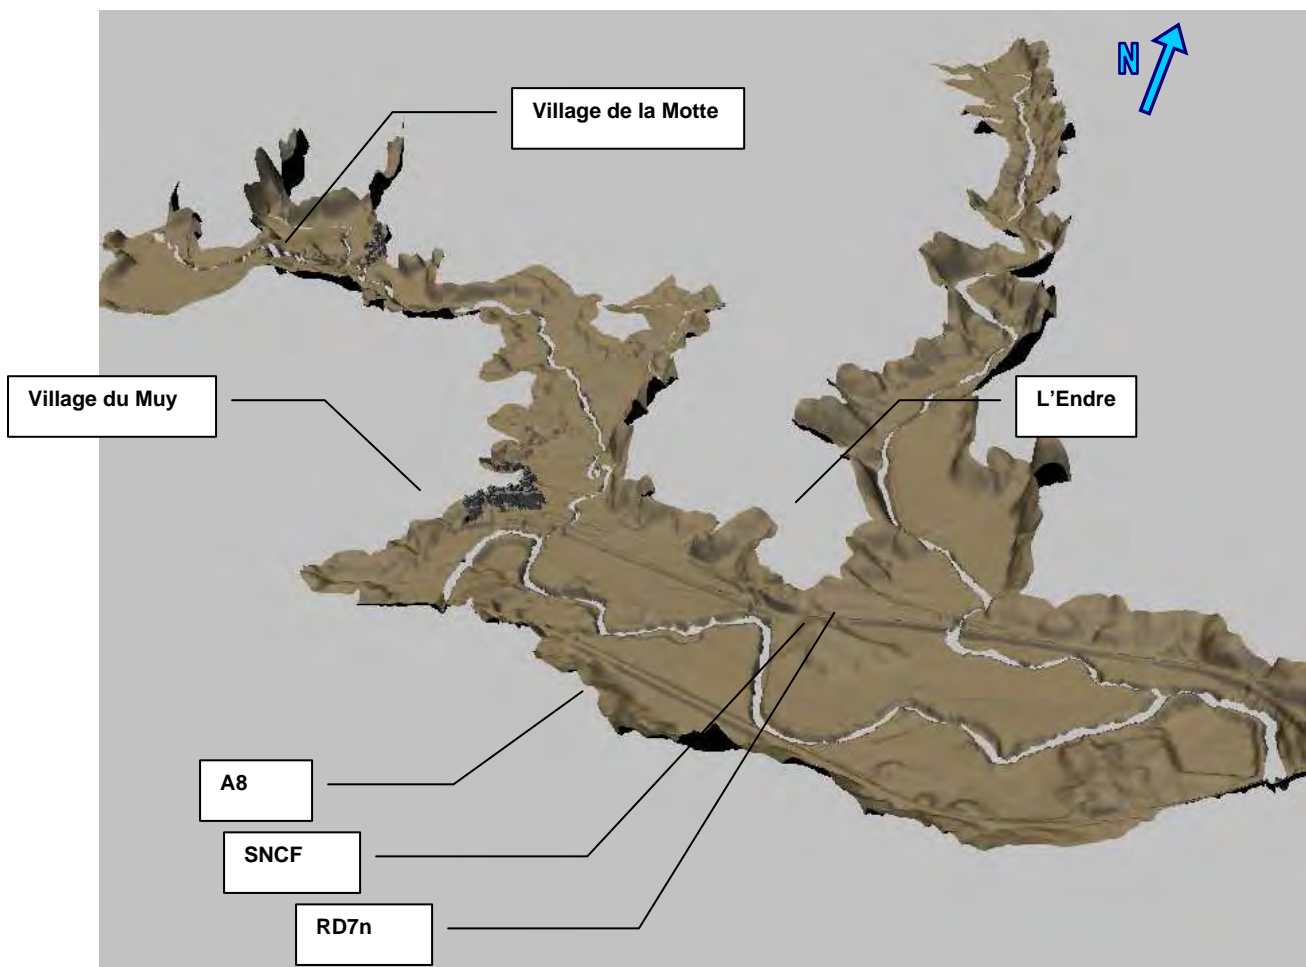 N
Village de la Motte
Village du Muy
L'Endre
A8
SNCF
RD7n